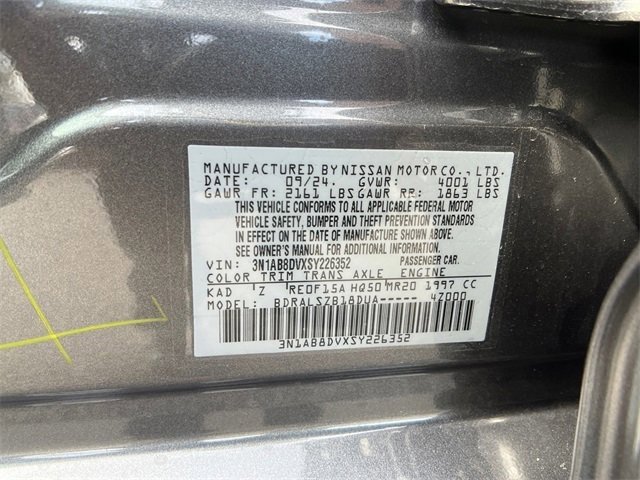 MANUFACTURED BY NISSAN MOTOR CO., LTD.
DATE: 09/24. GVWR: 4001 LBS
GAWR FR: 2161 LBS GAWR RR: 1863 LBS
THIS VEHICLE CONFORMS TO ALL APPLICABLE FEDERAL MOTOR
VEHICLE SAFETY, BUMPER AND THEFT PREVENTION STANDARDS
IN EFFECT ON THE DATE OF MANUFACTURE SHOWN ABOVE.
SEE OWNER'S MANUAL FOR ADDITIONAL INFORMATION.
VIN: 3N1AB8DVXSY226352 PASSENGER CAR.
COLOR TRIM TRANS AXLE ENGINE
KAD Z RE0F15A HQ50 MR20 1997 CC
MODEL: BDRALSZB18DUA----- 4Z000
3N1AB8DVXSY226352